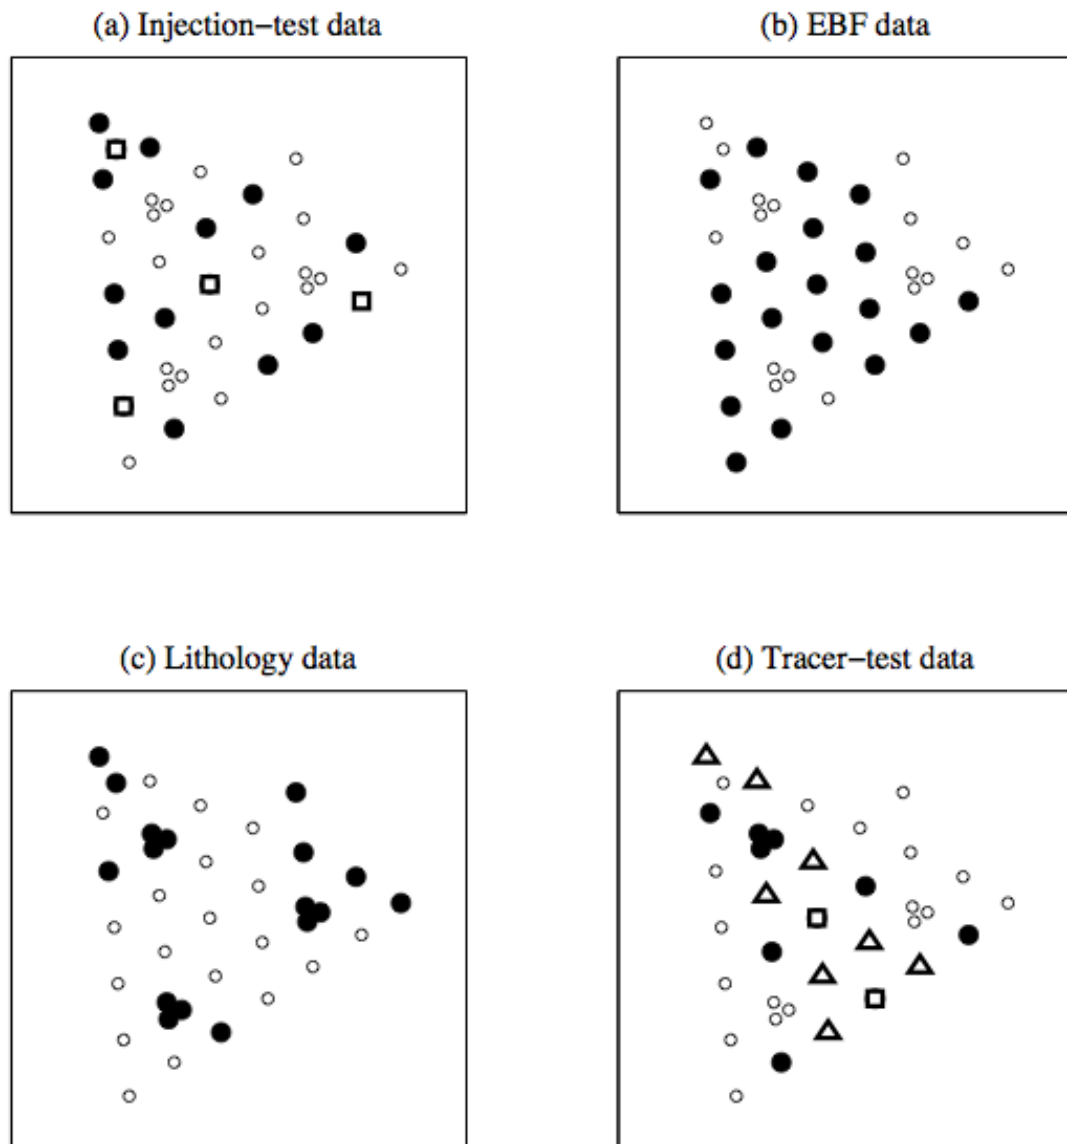 (a) Injection−test data
(b) EBF data
(c) Lithology data
(d) Tracer−test data